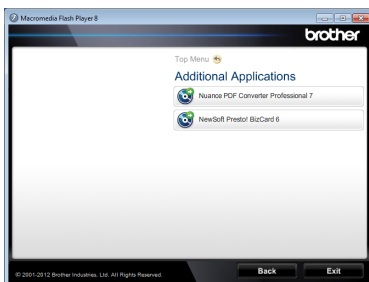 Macromedia Flash Player 8
brother
Top Menu
Additional Applications
Nuance PDF Converter Professional 7
NewSoft Presto! BizCard 6
© 2001-2012 Brother Industries, Ltd. All Rights Reserved.
Back
Exit